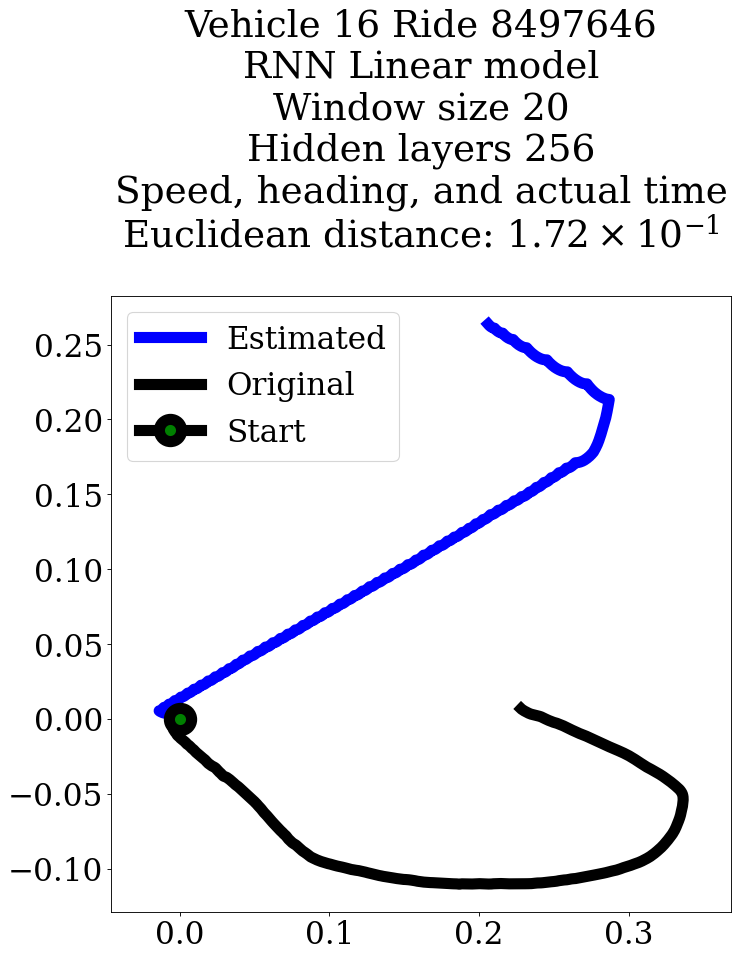 Vehicle 16 Ride 8497646
RNN Linear model
Window size 20
Hidden layers 256
Speed, heading, and actual time
Euclidean distance: 1.72 × 10⁻¹
Estimated
Original
Start
0.25
0.20
0.15
0.10
0.05
0.00
−0.05
−0.10
0.0 0.1 0.2 0.3